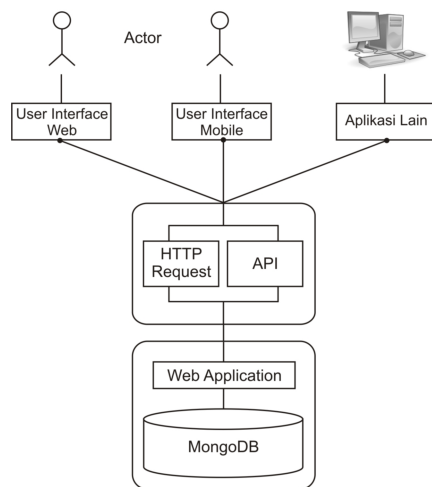 Actor
User Interface
Web
User Interface
Mobile
Aplikasi Lain
HTTP
Request
API
Web Application
MongoDB